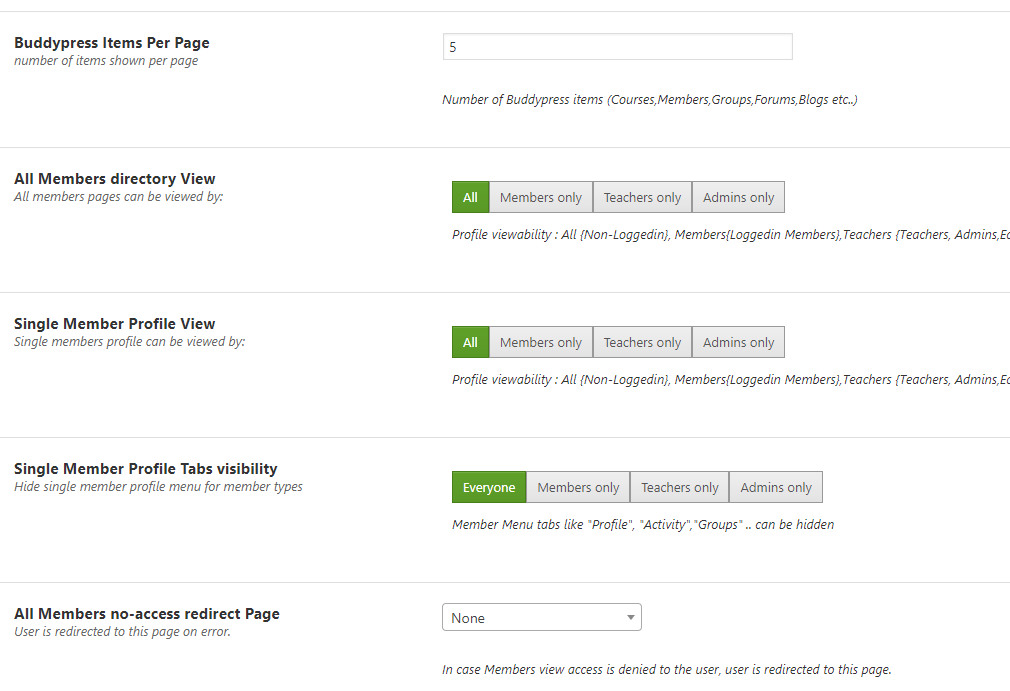 Buddypress Items Per Page
number of items shown per page
5
Number of Buddypress items (Courses,Members,Groups,Forums,Blogs etc..)
All Members directory View
All members pages can be viewed by:
All Members only Teachers only Admins only
Profile viewability : All {Non-Loggedin}, Members{Loggedin Members},Teachers {Teachers, Admins,
Single Member Profile View
Single members profile can be viewed by:
All Members only Teachers only Admins only
Profile viewability : All {Non-Loggedin}, Members{Loggedin Members},Teachers {Teachers, Admins,
Single Member Profile Tabs visibility
Hide single member profile menu for member types
Everyone Members only Teachers only Admins only
Member Menu tabs like "Profile", "Activity","Groups" .. can be hidden
All Members no-access redirect Page
User is redirected to this page on error.
None
In case Members view access is denied to the user, user is redirected to this page.